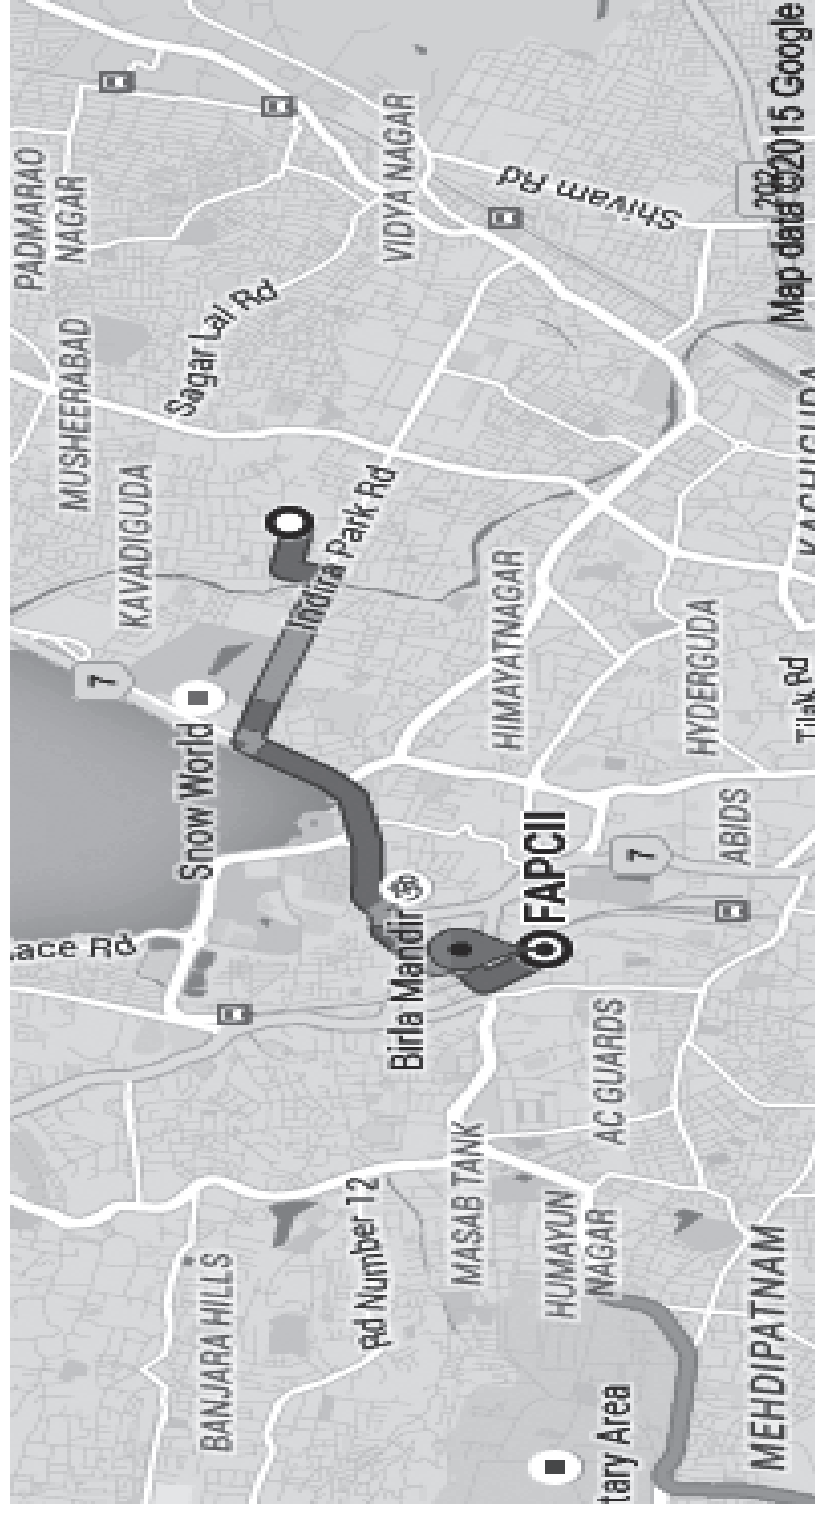 PADMARAO
NAGAR
MUSHEERABAD
KAVADIGUDA
Sagar Lal Rd
ace Rd
7
Snow World
BANJARA HILLS
Indira Park Rd
VIDYA NAGAR
Rd Number 12
Birla Mandir
MASAB TANK
HIMAYATNAGAR
Shivam Rd
FAPCII
HUMAYUN
NAGAR
AC GUARDS
7
tary Area
HYDERGUDA
ABIDS
MEHDIPATNAM
Tilak Rd
KACHIGUDA
202
Map data ©2015 Google